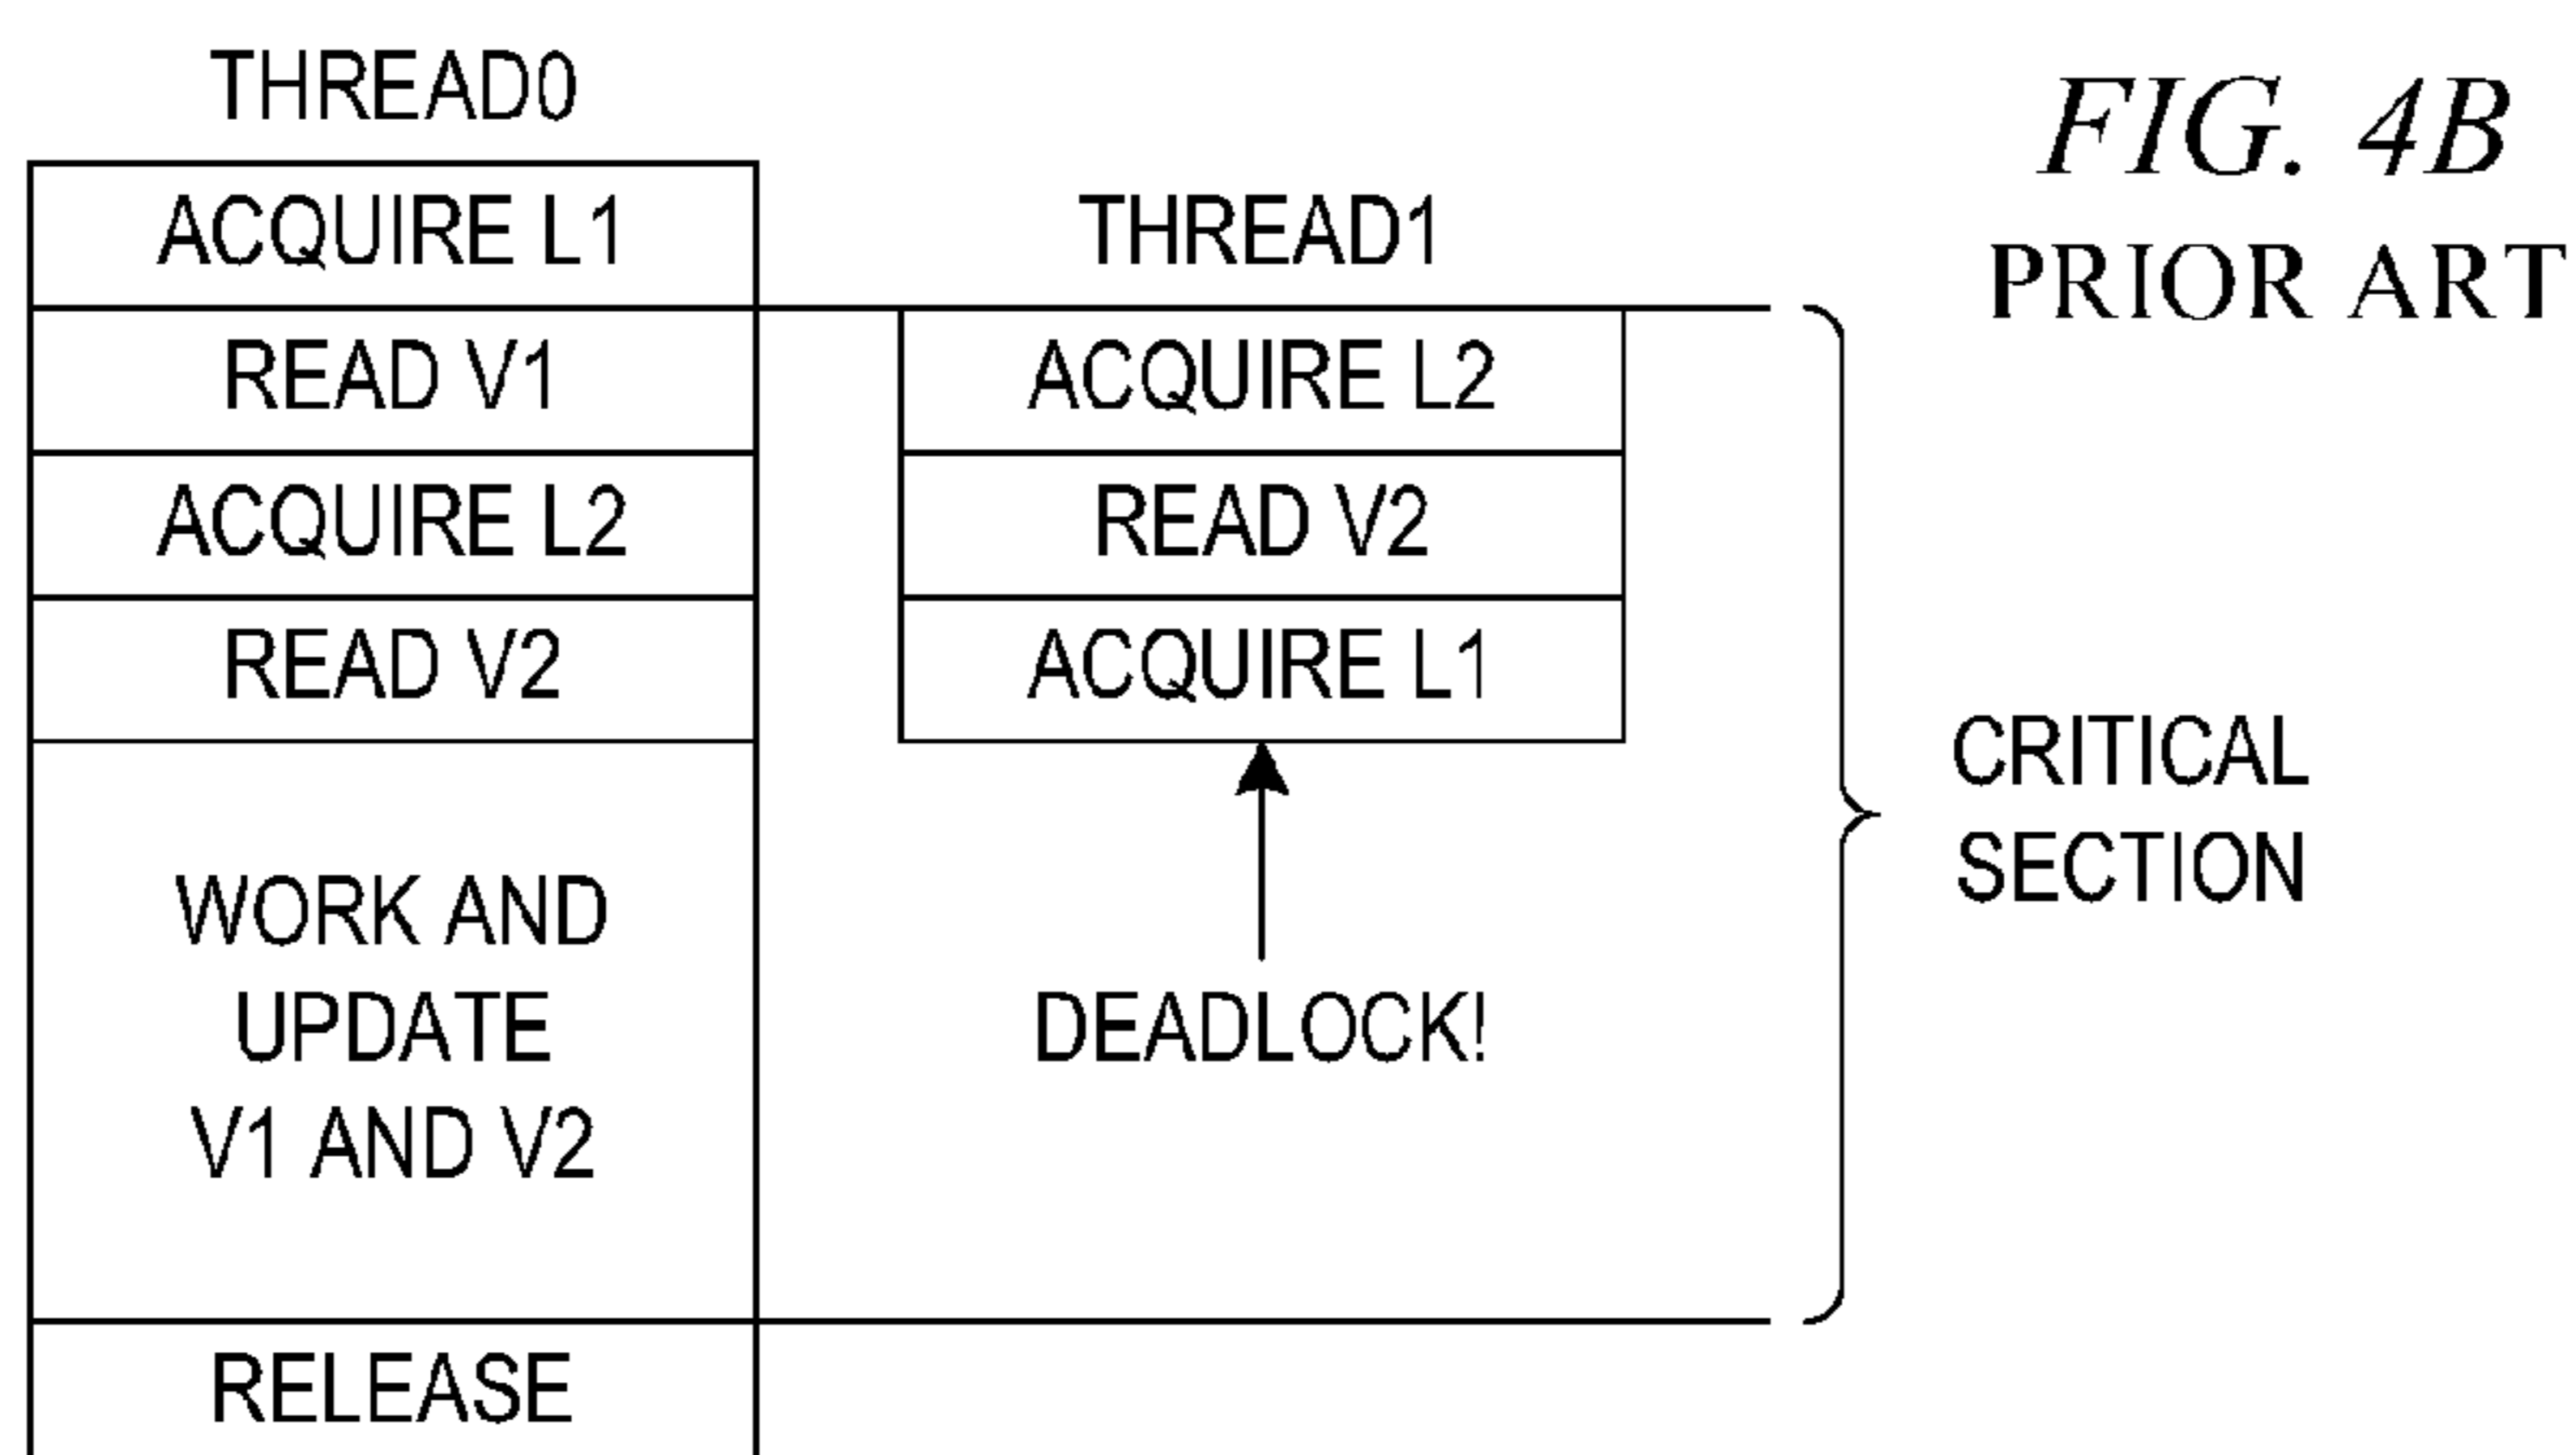 FIG. 4B
PRIOR ART
THREAD0
ACQUIRE L1
READ V1
ACQUIRE L2
READ V2
WORK AND
UPDATE
V1 AND V2
RELEASE
THREAD1
ACQUIRE L2
READ V2
ACQUIRE L1
DEADLOCK!
CRITICAL
SECTION